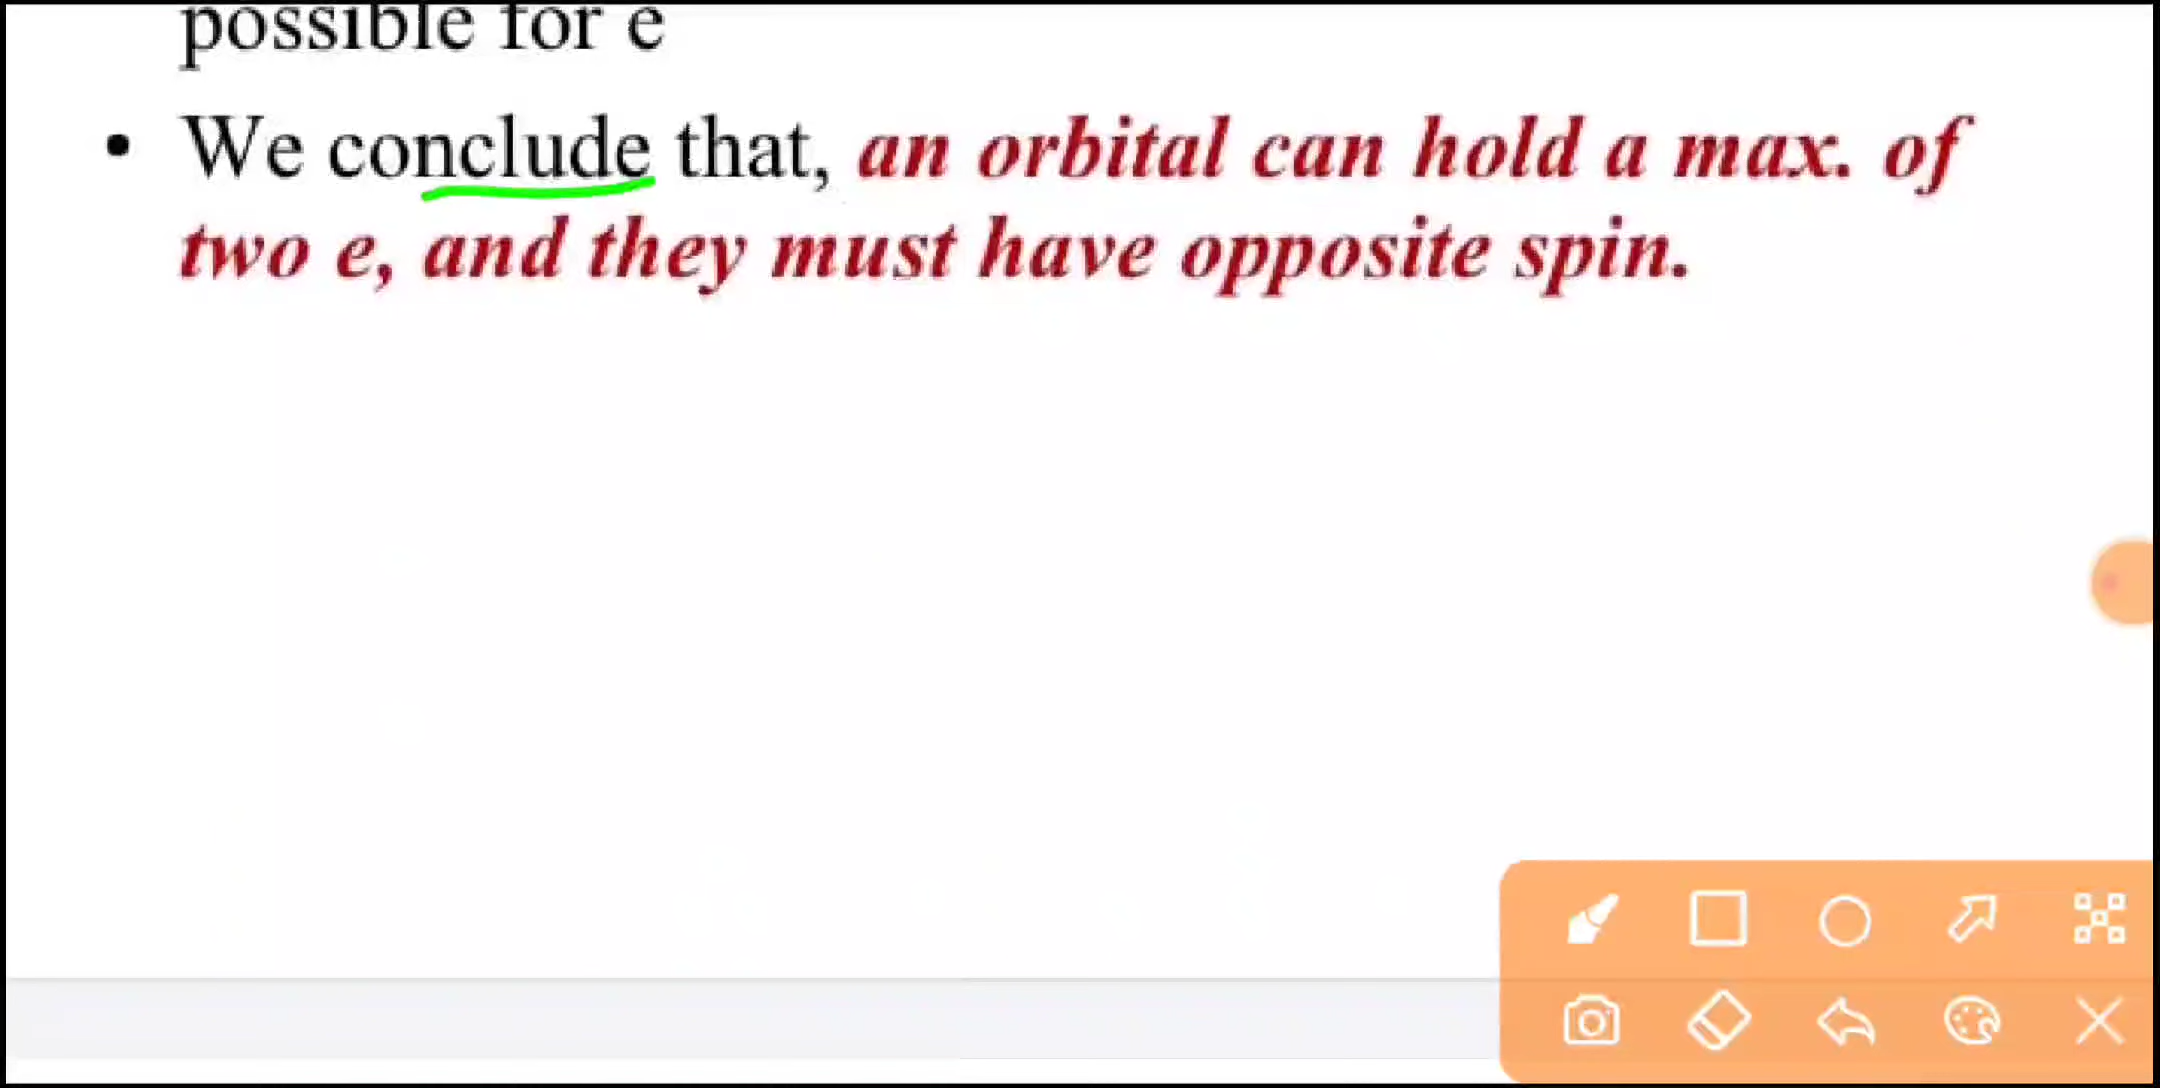 possible for e
• We conclude that, an orbital can hold a max. of
two e, and they must have opposite spin.